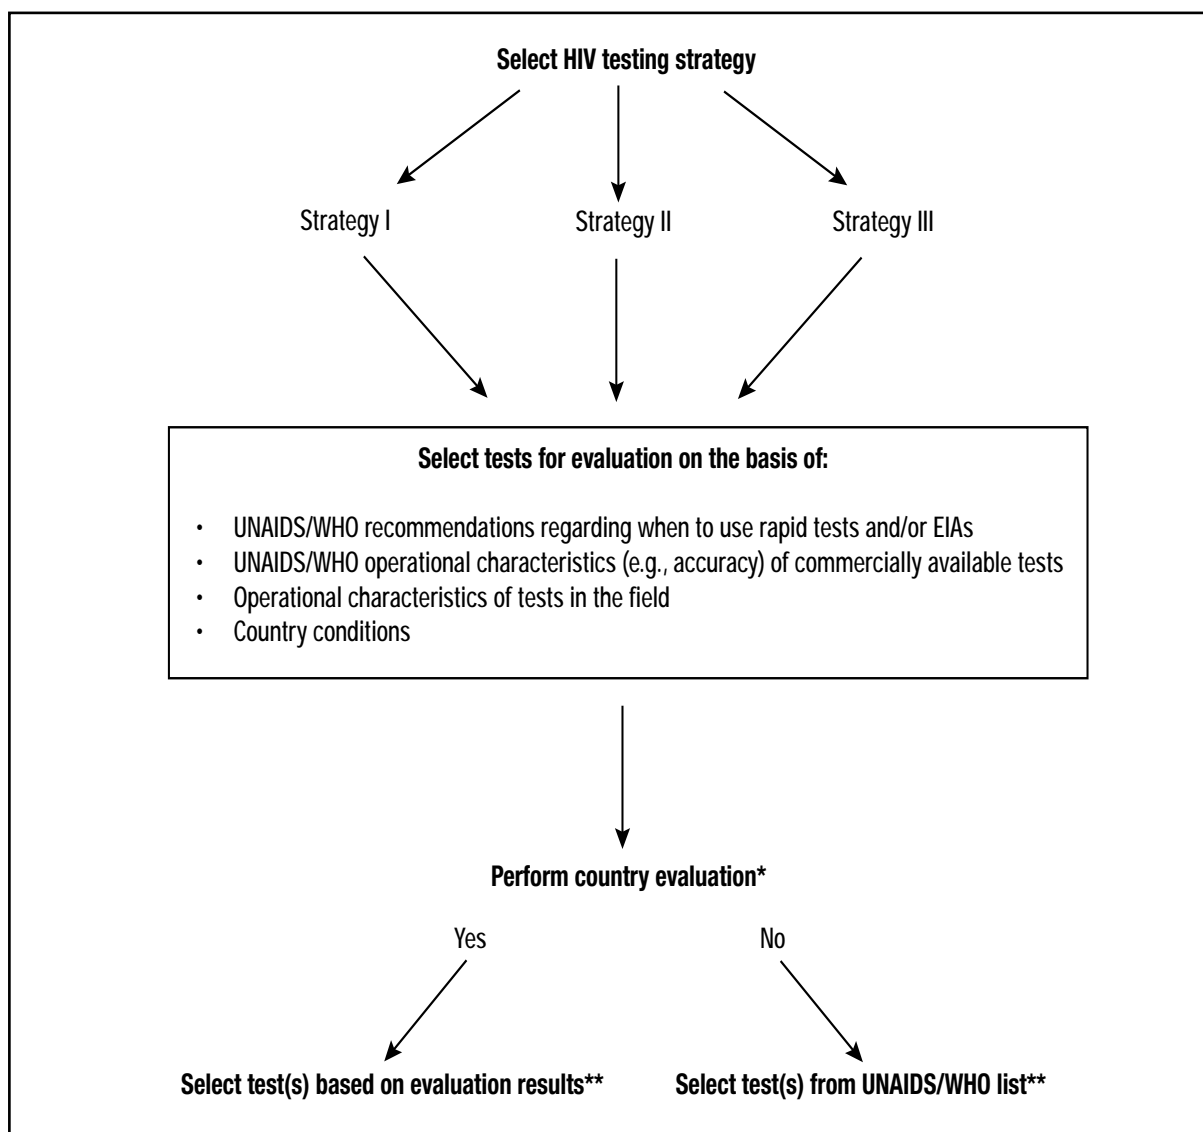 Select HIV testing strategy
Strategy I
Strategy II
Strategy III
Select tests for evaluation on the basis of:
• UNAIDS/WHO recommendations regarding when to use rapid tests and/or EIAs
• UNAIDS/WHO operational characteristics (e.g., accuracy) of commercially available tests
• Operational characteristics of tests in the field
• Country conditions
Perform country evaluation*
Yes
No
Select test(s) based on evaluation results**
Select test(s) from UNAIDS/WHO list**